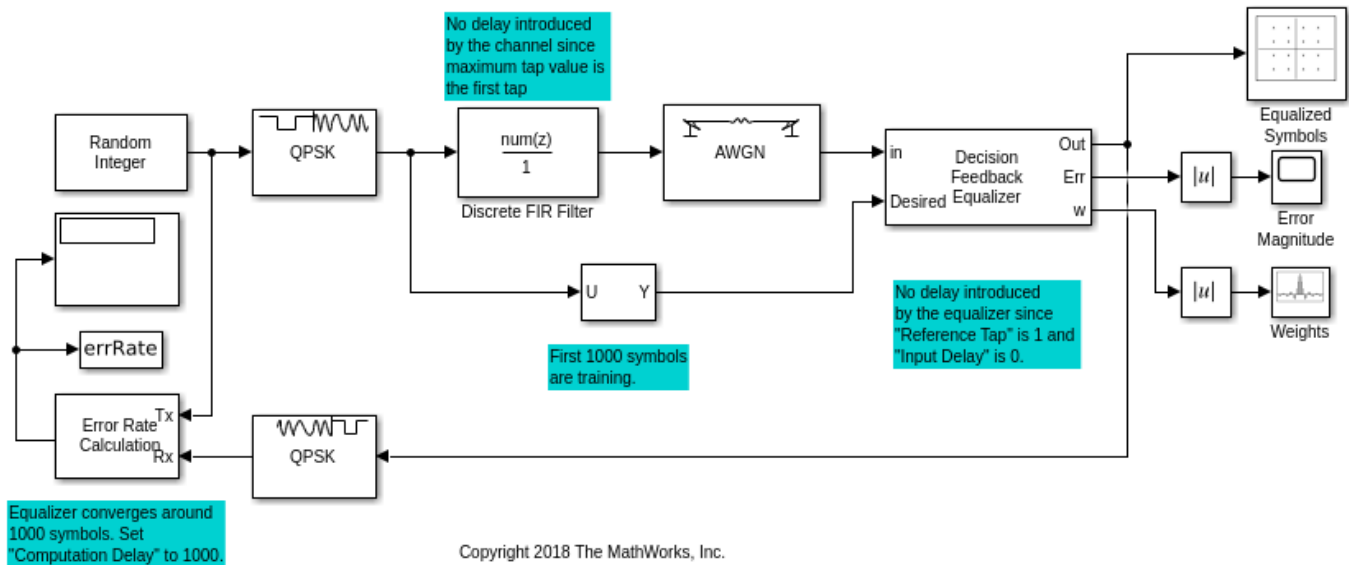 No delay introduced
by the channel since
maximum tap value is
the first tap
Equalized
Symbols
Random
Integer
QPSK
num(z)
1
Discrete FIR Filter
AWGN
in
Desired
Decision
Feedback
Equalizer
Out
Err
w
|u|
Error
Magnitude
U
Y
|u|
Weights
No delay introduced
by the equalizer since
"Reference Tap" is 1 and
"Input Delay" is 0.
First 1000 symbols
are training.
errRate
Error Rate
Calculation
Tx
Rx
QPSK
Equalizer converges around
1000 symbols. Set
"Computation Delay" to 1000.
Copyright 2018 The MathWorks, Inc.